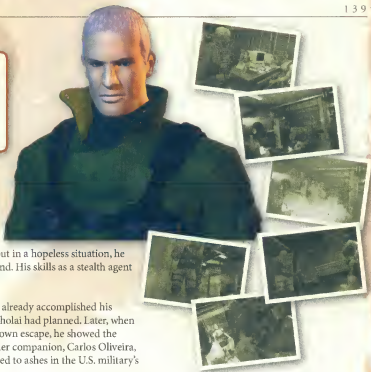 139
out in a hopeless situation, he
nd. His skills as a stealth agent
already accomplished his
holai had planned. Later, when
own escape, he showed the
er companion, Carlos Oliveira,
ed to ashes in the U.S. military's